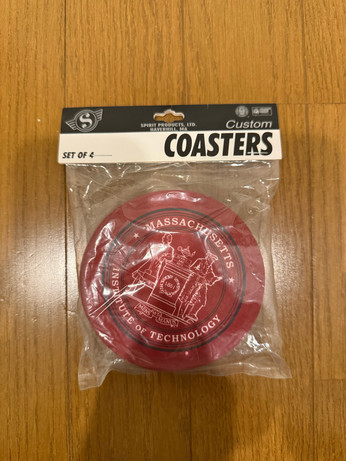 S
SPIRIT PRODUCTS, LTD.
HAVERHILL, MA
Custom
COASTERS
SET OF 4
MASSACHUSETTS
INSTITUTE OF TECHNOLOGY